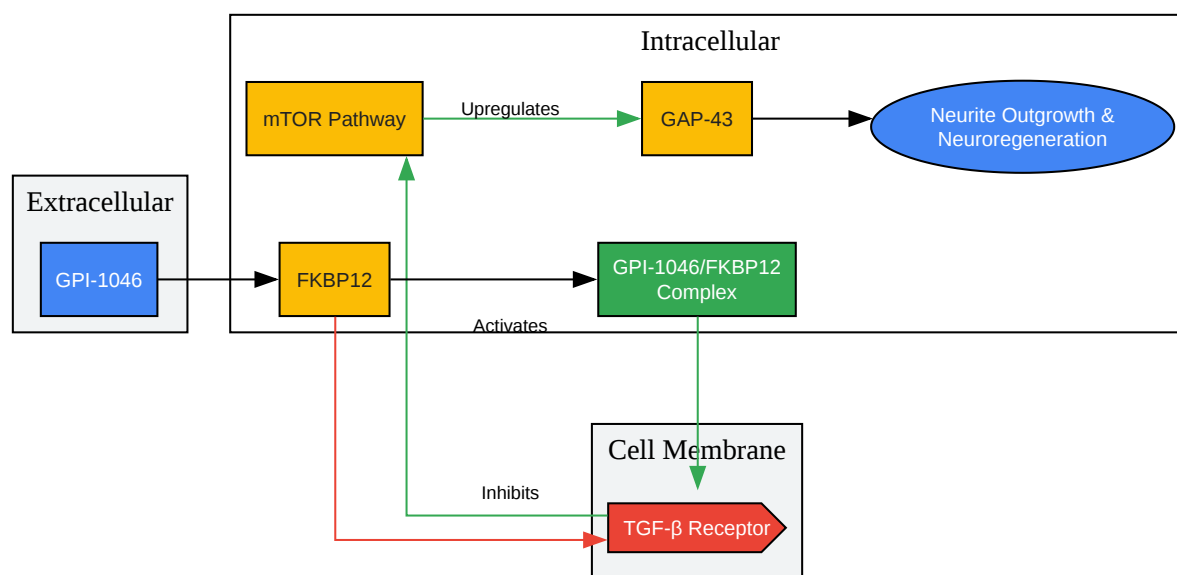 Intracellular
mTOR Pathway
Upregulates
GAP-43
Neurite Outgrowth &
Neuroregeneration
Extracellular
GPI-1046
FKBP12
GPI-1046/FKBP12
Complex
Activates
Cell Membrane
Inhibits
TGF-β Receptor